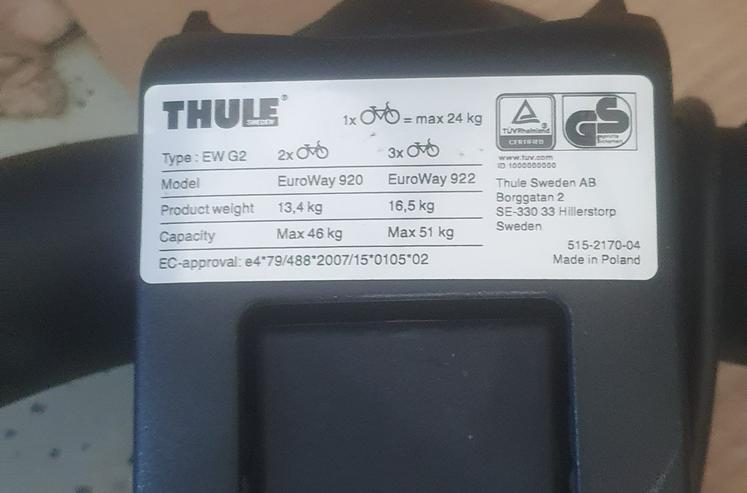 THULE®
SWEDEN
1x = max 24 kg
Type : EW G2 2x 3x
Model EuroWay 920 EuroWay 922
Product weight 13,4 kg 16,5 kg
Capacity Max 46 kg Max 51 kg
EC-approval: e4*79/488*2007/15*0105*02
TÜVRheinland
CERTIFIED
GS
geprüfte
Sicherheit
www.tuv.com
ID 1000000000
Thule Sweden AB
Borggatan 2
SE-330 33 Hillerstorp
Sweden
515-2170-04
Made in Poland